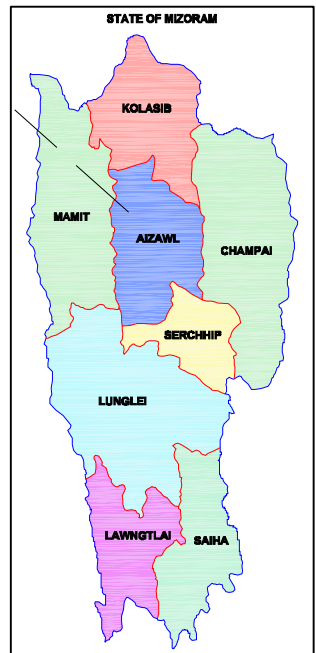 STATE OF MIZORAM
KOLASIB
MAMIT
AIZAWL
CHAMPAI
SERCHHIP
LUNGLEI
LAWNGTLAI
SAIHA